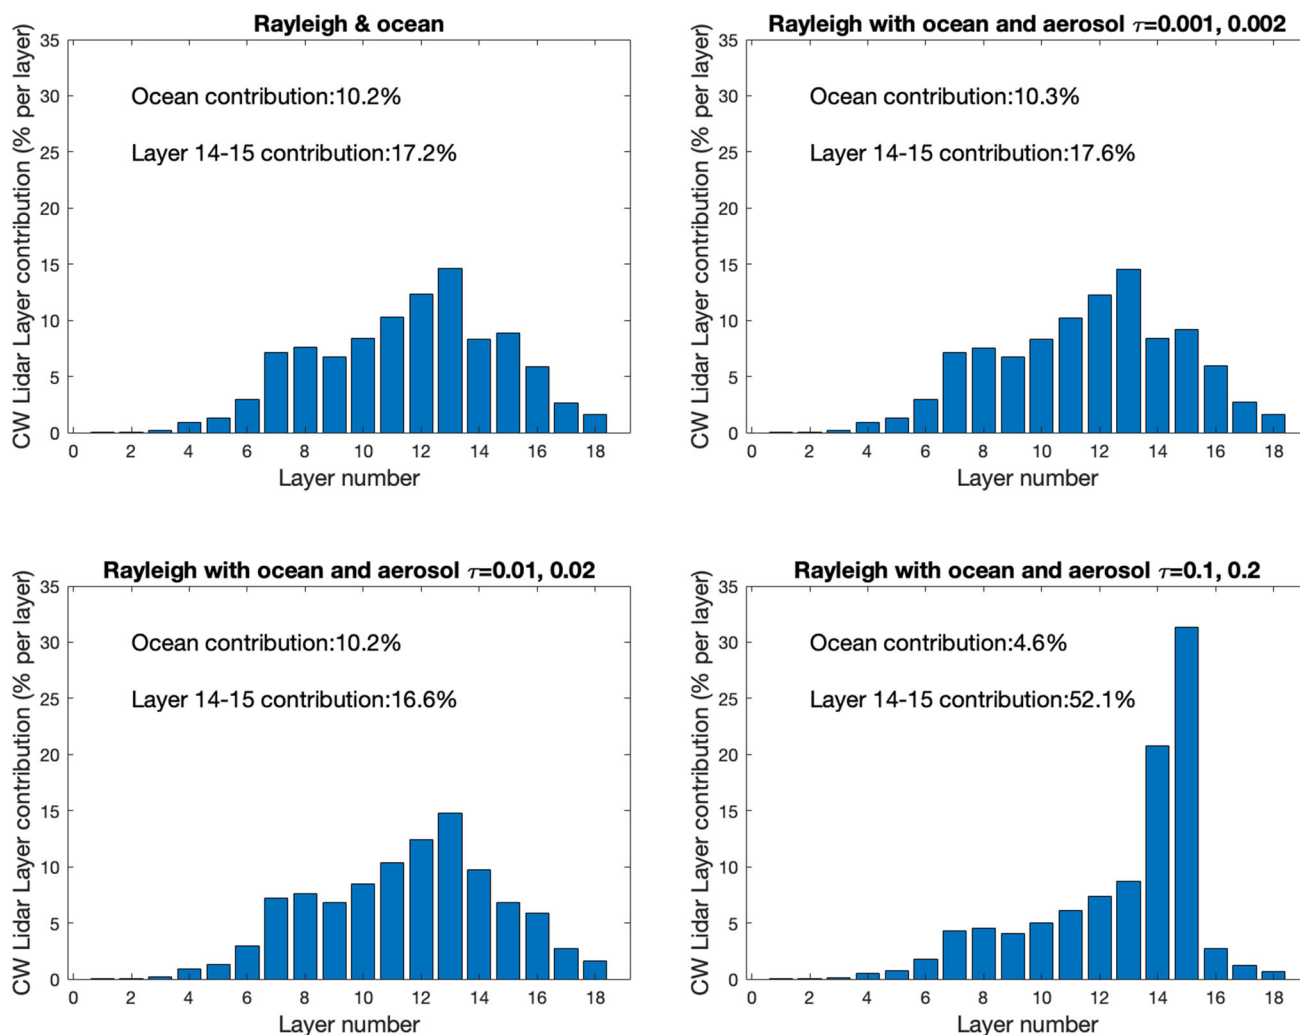 Rayleigh & ocean
CW Lidar Layer contribution (% per layer)
35
30
25
20
15
10
5
0
Ocean contribution:10.2%
Layer 14-15 contribution:17.2%
0 2 4 6 8 10 12 14 16 18
Layer number
Rayleigh with ocean and aerosol τ=0.001, 0.002
CW Lidar Layer contribution (% per layer)
35
30
25
20
15
10
5
0
Ocean contribution:10.3%
Layer 14-15 contribution:17.6%
0 2 4 6 8 10 12 14 16 18
Layer number
Rayleigh with ocean and aerosol τ=0.01, 0.02
CW Lidar Layer contribution (% per layer)
35
30
25
20
15
10
5
0
Ocean contribution:10.2%
Layer 14-15 contribution:16.6%
0 2 4 6 8 10 12 14 16 18
Layer number
Rayleigh with ocean and aerosol τ=0.1, 0.2
CW Lidar Layer contribution (% per layer)
35
30
25
20
15
10
5
0
Ocean contribution:4.6%
Layer 14-15 contribution:52.1%
0 2 4 6 8 10 12 14 16 18
Layer number